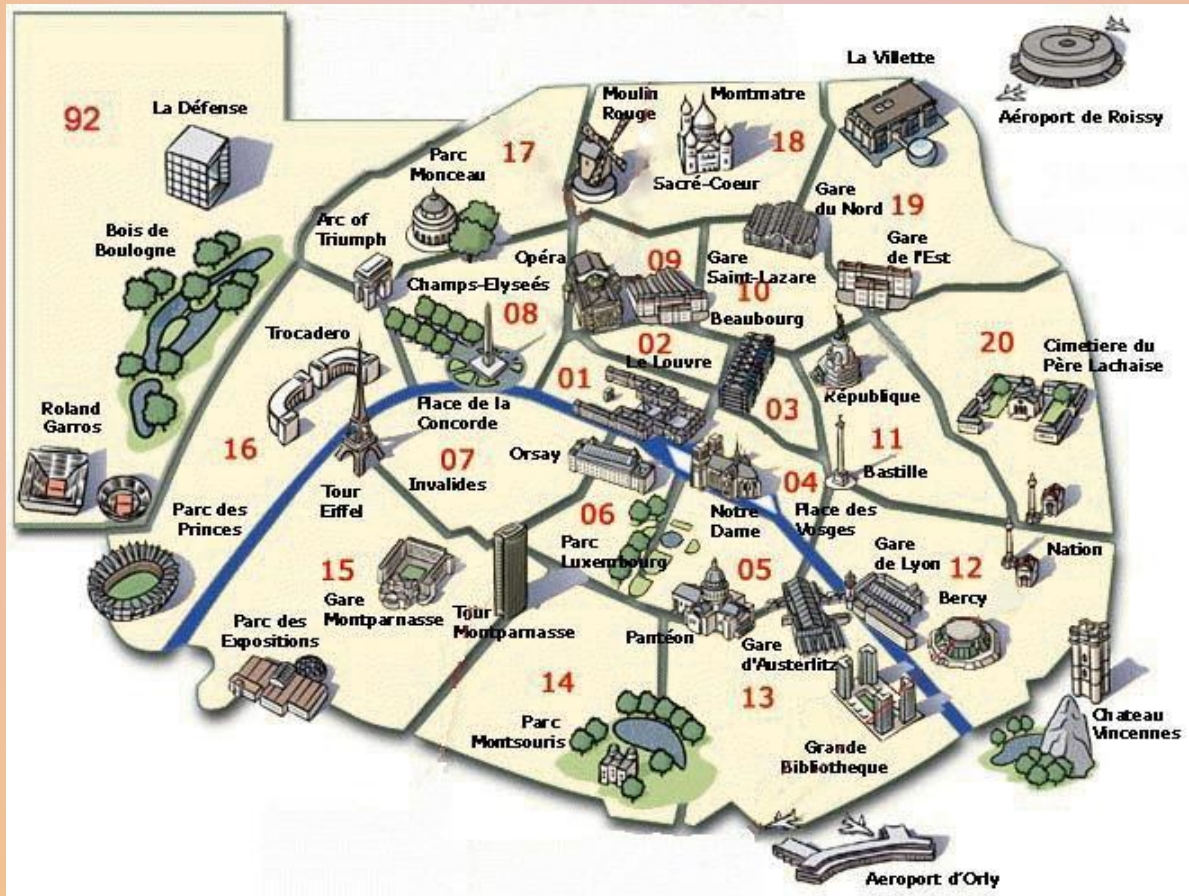 La Villette
Aéroport de Roissy
92
La Défense
Moulin
Rouge
Montmatre
17
18
Parc
Monceau
Sacré-Coeur
Gare
du Nord
19
Arc of
Triumph
Bois de
Boulogne
Opéra
09
Gare
Saint-Lazare
Gare
de l'Est
Champs-Elyseés
08
10
Beaubourg
Trocadero
02
20
Cimetiere du
Père Lachaise
Le Louvre
01
République
03
Roland
Garros
Place de la
Concorde
16
07
Invalides
Orsay
11
Bastille
04
Tour
Eiffel
Parc des
Princes
06
Notre
Dame
Place des
Vosges
Parc
Luxembourg
Gare
de Lyon
Nation
15
05
12
Bercy
Gare
Montparnasse
Tour
Montparnasse
Parc des
Expositions
Pantéon
Gare
d'Austerlitz
14
13
Parc
Montsouris
Chateau
Vincennes
Grande
Bibliotheque
Aeroport d'Orly